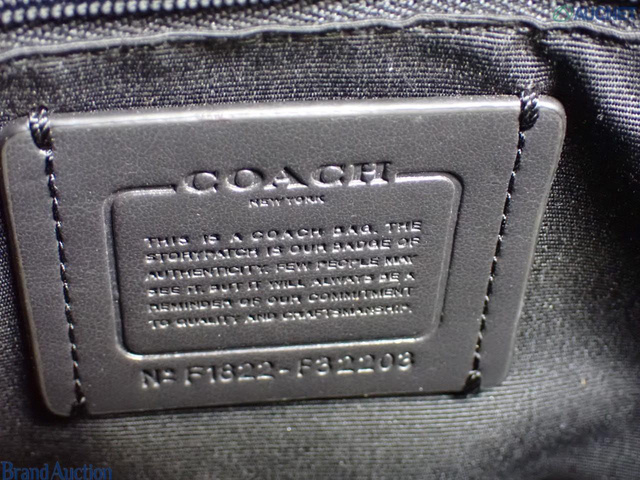 COACH
NEW YORK
THIS IS A COACH BAG. THE
STORYPATCH IS OUR BADGE OF
AUTHENTICITY. FEW PEOPLE MAY
SEE IT, BUT IT WILL ALWAYS BE A
REMINDER OF OUR COMMITMENT
TO QUALITY AND CRAFTSMANSHIP.
Nº F1822-F32203
Brand Auction